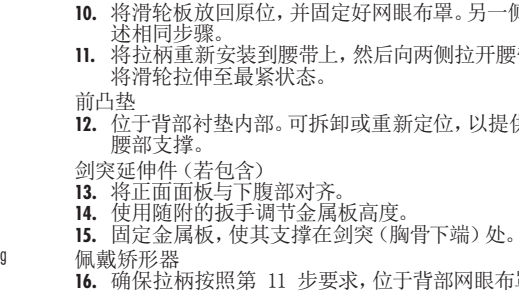 10. 将滑轮板放回原位，并固定好网眼布罩。另一侧
述相同步骤。
11. 将拉柄重新安装到腰带上，然后向两侧拉开腰带
将滑轮拉伸至最紧状态。
前凸垫
12. 位于背部衬垫内部。可拆卸或重新定位，以提供
腰部支撑。
剑突延伸件（若包含）
13. 将正面面板与下腹部对齐。
14. 使用随附的扳手调节金属板高度。
15. 固定金属板，使其支撑在剑突（胸骨下端）处。
g
佩戴矫形器
16. 确保拉柄按照第 11 步要求，位于背部网眼布罩